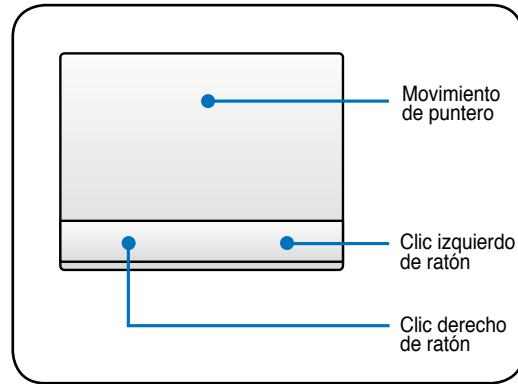 Movimiento
de puntero
Clic izquierdo
de ratón
Clic derecho
de ratón